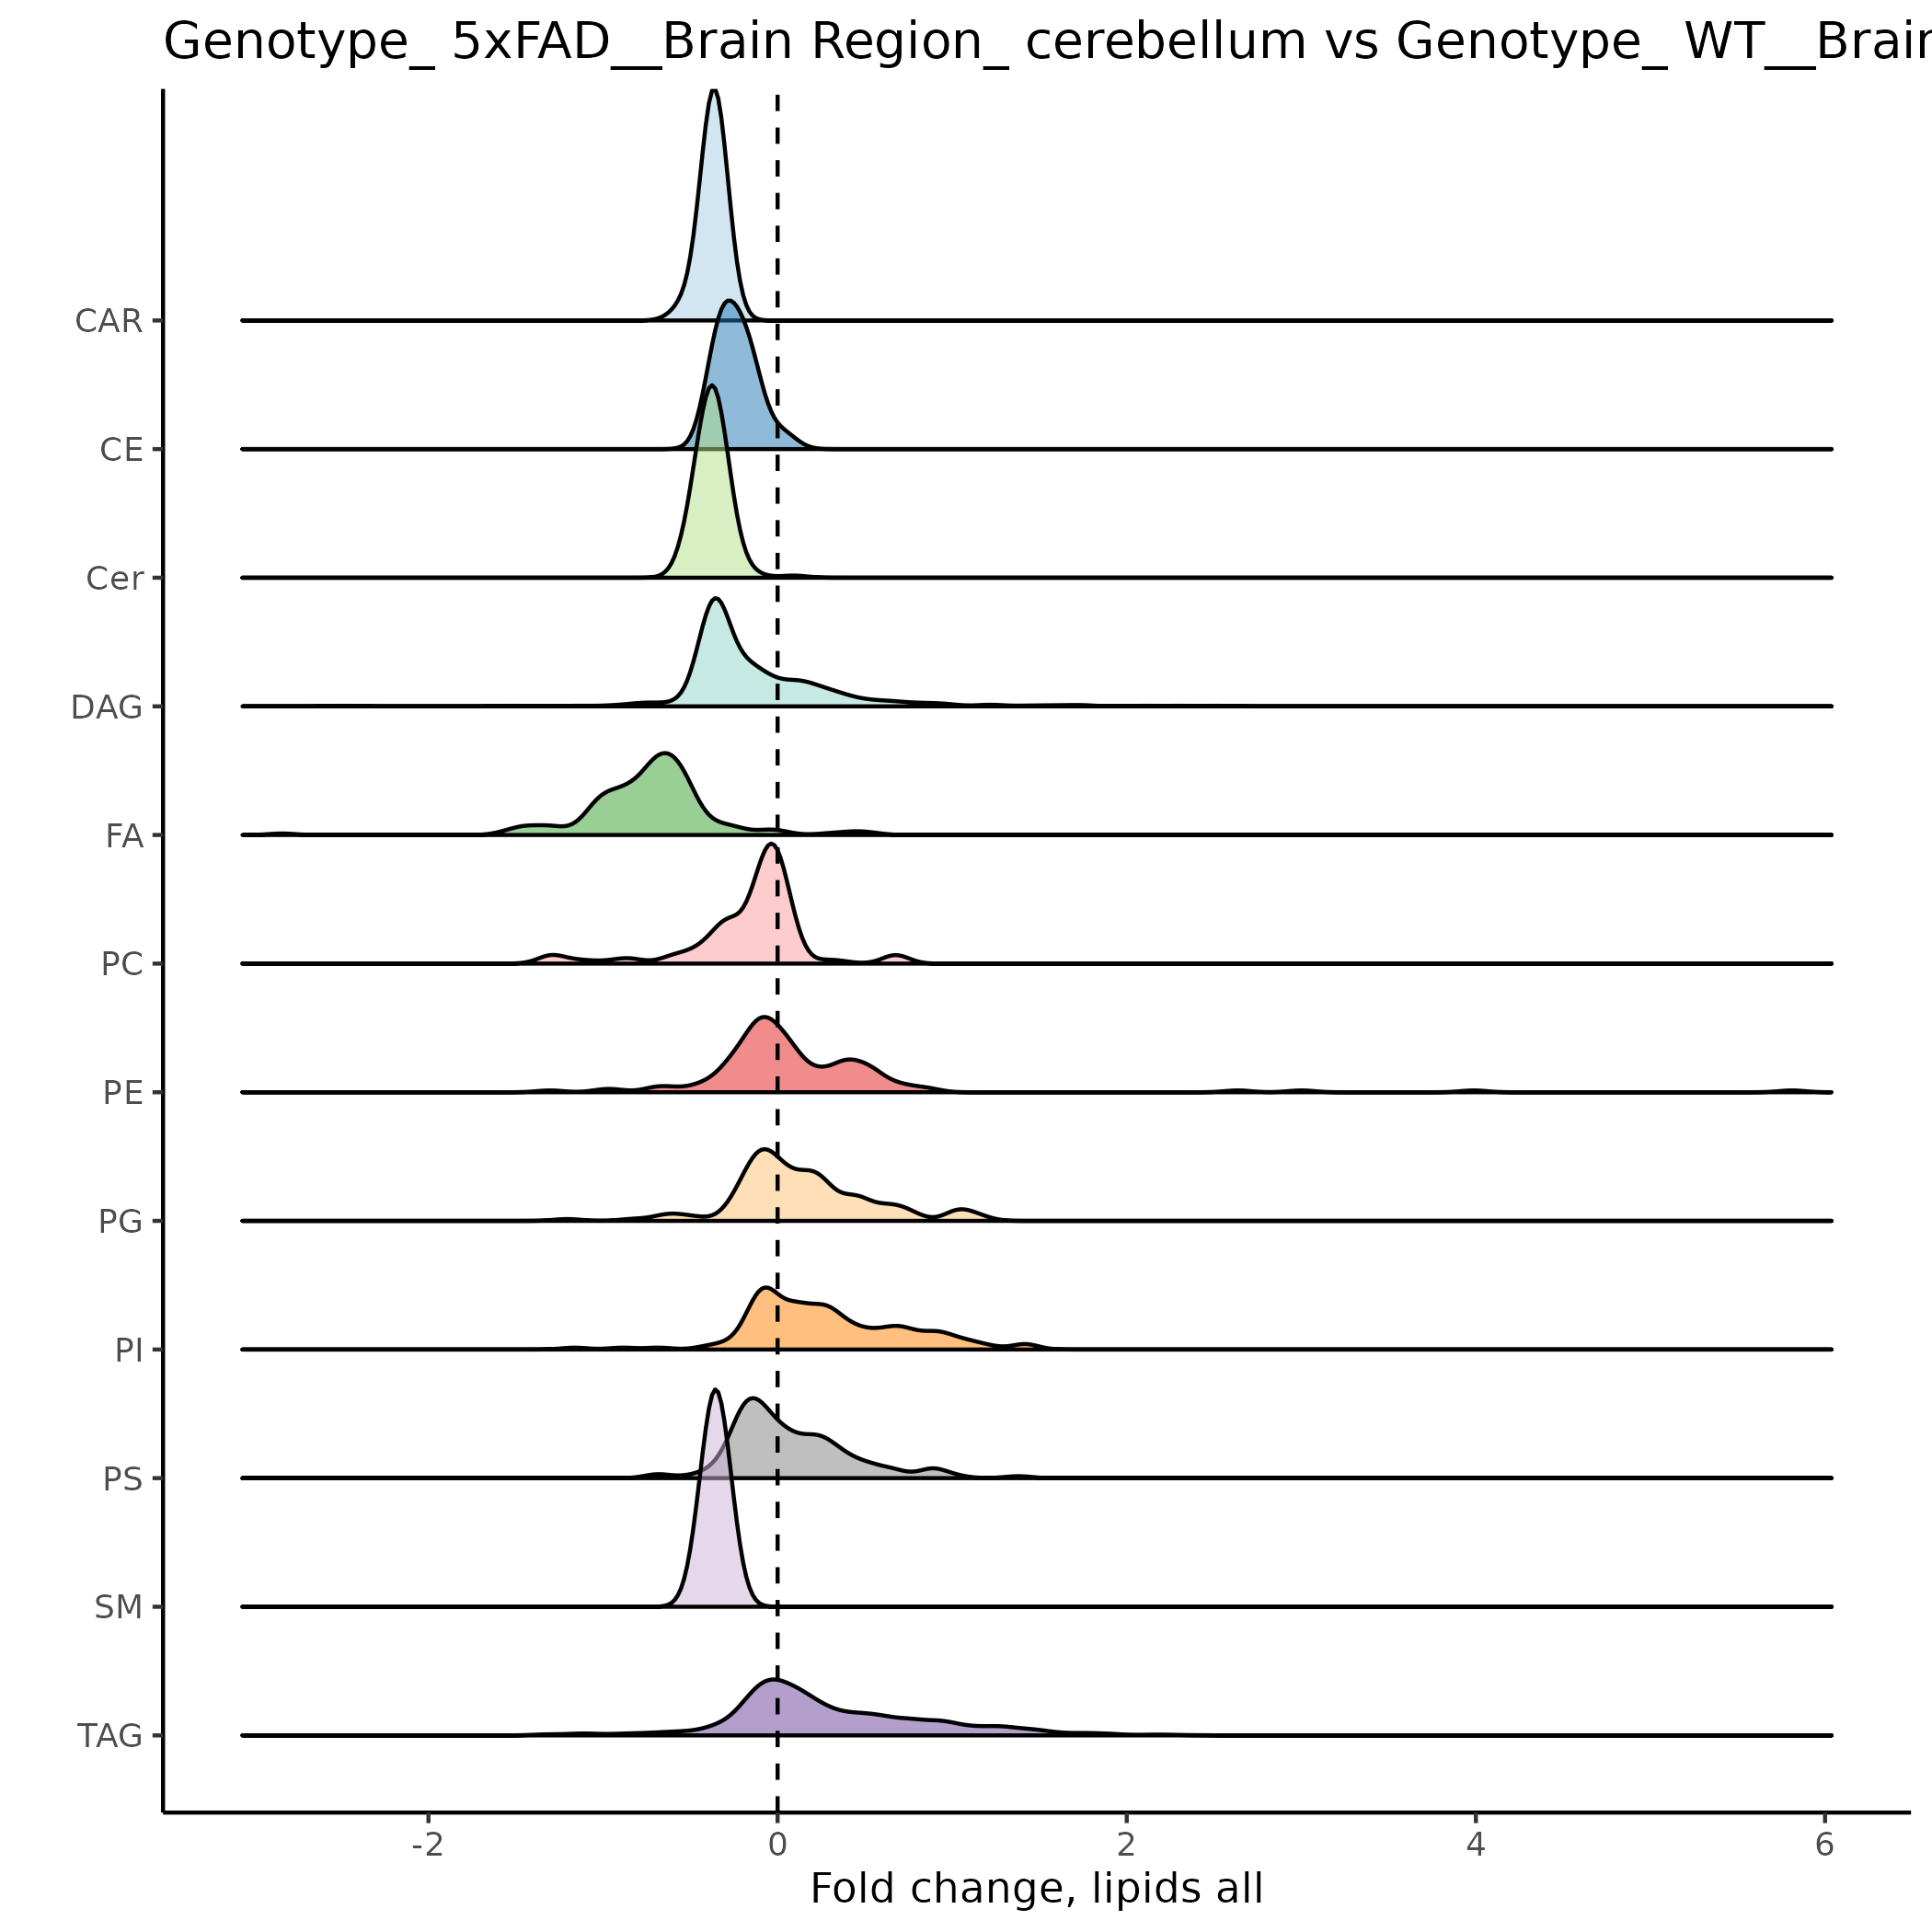 Genotype_ 5xFAD__Brain Region_ cerebellum vs Genotype_ WT__Brain
CAR
CE
Cer
DAG
FA
PC
PE
PG
PI
PS
SM
TAG
-2 0 2 4 6
Fold change, lipids all